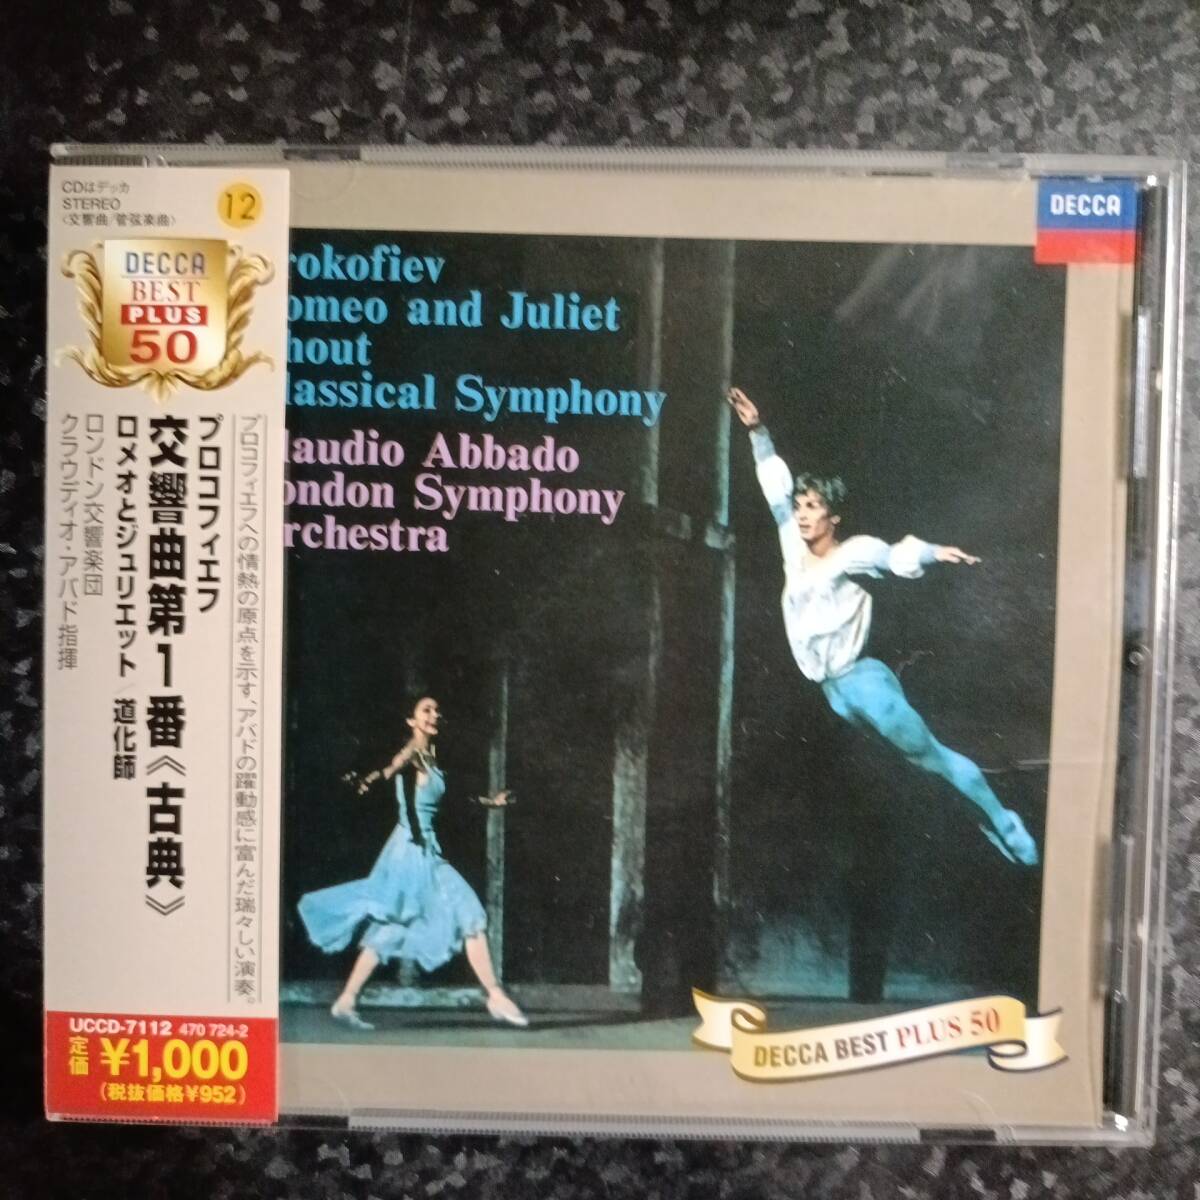 CDはデッカ
STEREO
〈交響曲/管弦楽曲〉
12
DECCA
BEST
PLUS
50
プロコフィエフへの情熱の原点を示す、アバドの躍動感に富んだ瑞々しい演奏。
プロコフィエフ
交響曲第1番《古典》
ロメオとジュリエット/道化師
ロンドン交響楽団
クラウディオ・アバド指揮
UCCD-7112 470 724-2
定価 ¥1,000
(税抜価格¥952)
rokofiev
omeo and Juliet
hout
lassical Symphony
laudio Abbado
ondon Symphony
rchestra
DECCA
DECCA BEST PLUS 50